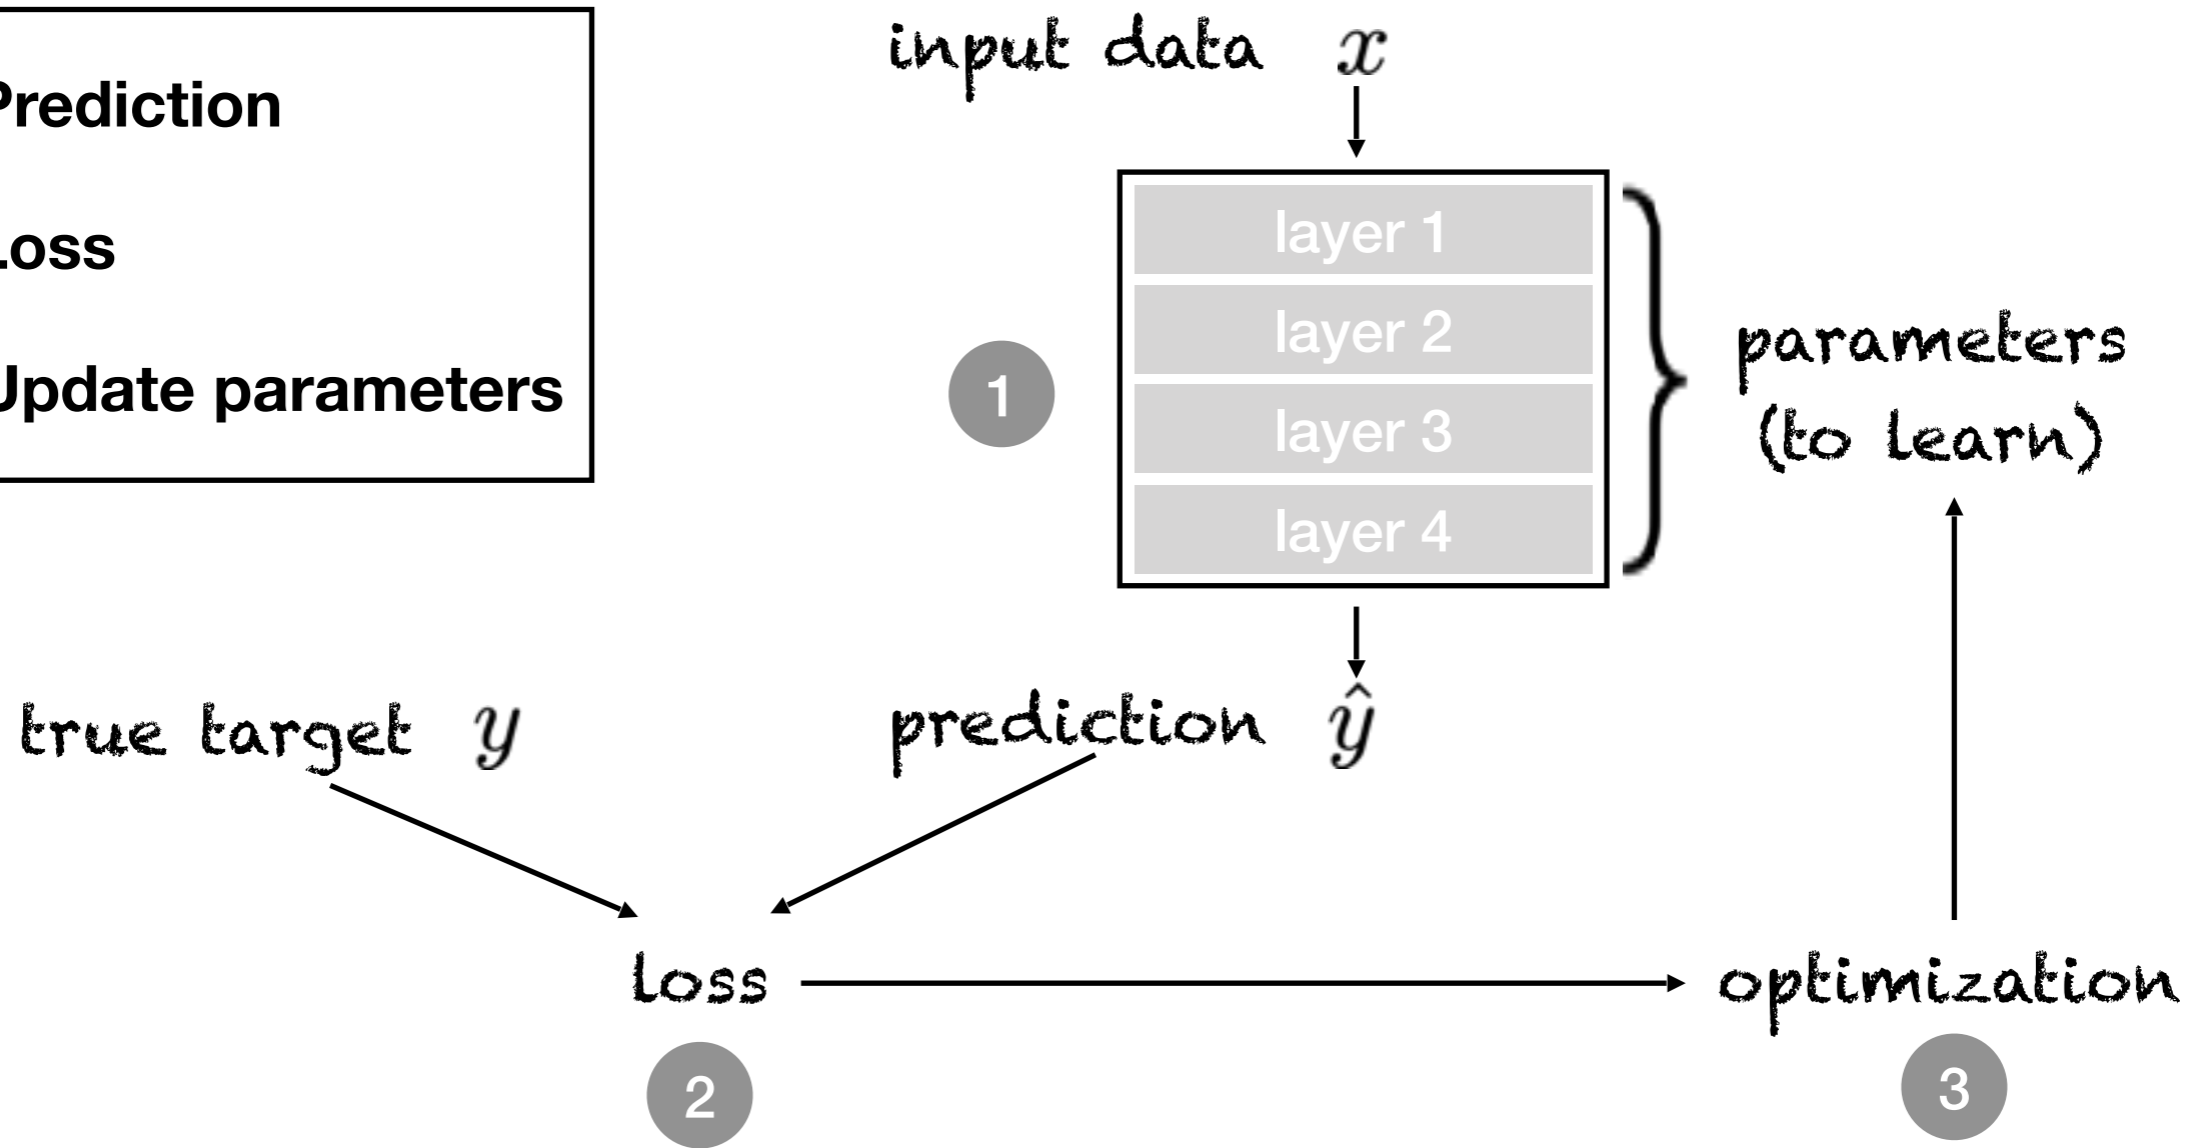 Prediction
Loss
Update parameters
input data x
layer 1
layer 2
layer 3
layer 4
1
parameters
(to learn)
true target y
prediction ŷ
loss
optimization
2
3